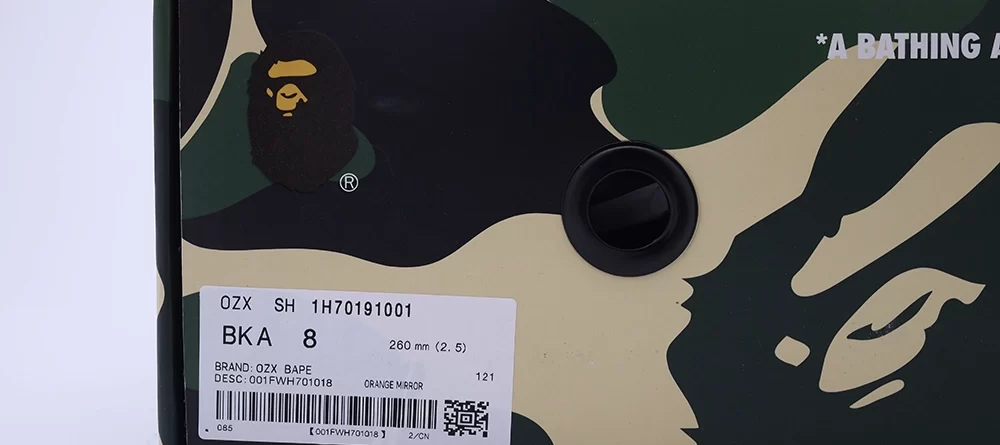 *A BATHING A
®
OZX SH 1H70191001
BKA 8 260 mm (2.5)
BRAND: OZX BAPE 121
DESC: 001FWH701018 ORANGE MIRROR
085 【001FWH701018】 2/CN